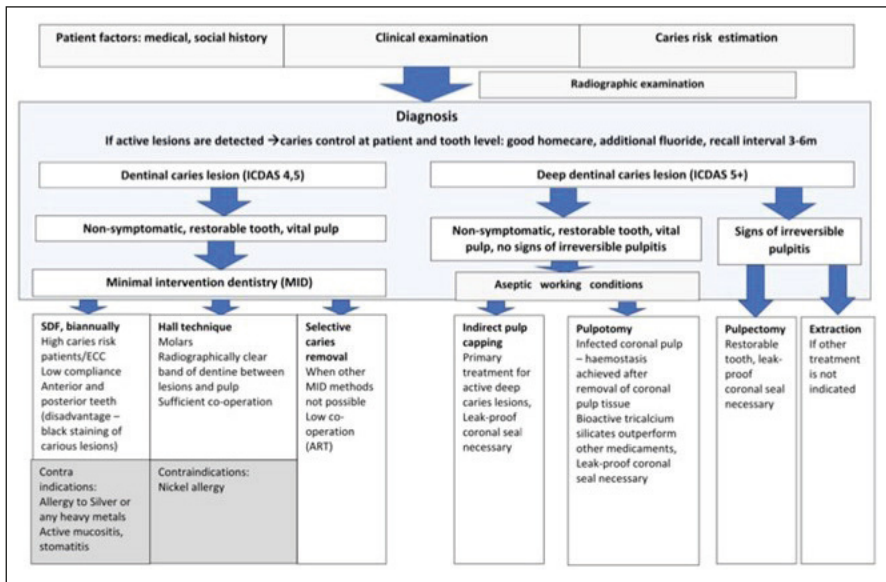 Patient factors: medical, social history
Clinical examination
Caries risk estimation
Radiographic examination
Diagnosis
If active lesions are detected →caries control at patient and tooth level: good homecare, additional fluoride, recall interval 3-6m
Dentinal caries lesion (ICDAS 4,5)
Deep dentinal caries lesion (ICDAS 5+)
Non-symptomatic, restorable tooth, vital pulp
Non-symptomatic, restorable tooth, vital
pulp, no signs of irreversible pulpitis
Signs of irreversible
pulpitis
Minimal intervention dentistry (MID)
Aseptic working conditions
SDF, biannually
High caries risk
patients/ECC
Low compliance
Anterior and
posterior teeth
(disadvantage –
black staining of
carious lesions)
Contra
indications:
Allergy to Silver or
any heavy metals
Active mucositis,
stomatitis
Hall technique
Molars
Radiographically clear
band of dentine between
lesions and pulp
Sufficient co-operation
Contraindications:
Nickel allergy
Selective
caries
removal
When other
MID methods
not possible
Low co-
operation
(ART)
Indirect pulp
capping
Primary
treatment for
active deep
caries lesions,
Leak-proof
coronal seal
necessary
Pulpotomy
Infected coronal pulp
– haemostasis
achieved after
removal of coronal
pulp tissue
Bioactive tricalcium
silicates outperform
other medicaments,
Leak-proof coronal
seal necessary
Pulpectomy
Restorable
tooth, leak-
proof
coronal seal
necessary
Extraction
If other
treatment
is not
indicated